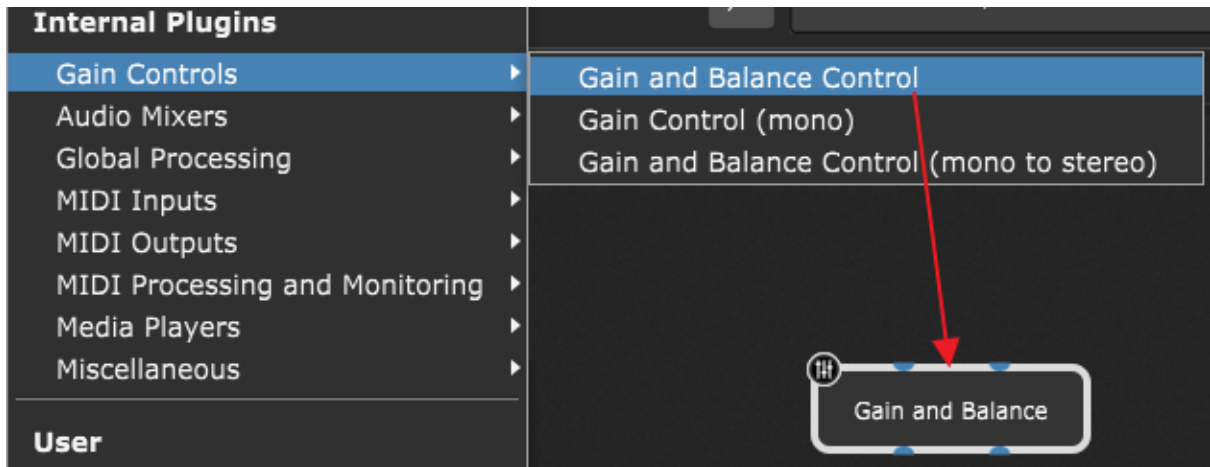 Internal Plugins
Gain Controls
Audio Mixers
Global Processing
MIDI Inputs
MIDI Outputs
MIDI Processing and Monitoring
Media Players
Miscellaneous
User
Gain and Balance Control
Gain Control (mono)
Gain and Balance Control (mono to stereo)
Gain and Balance